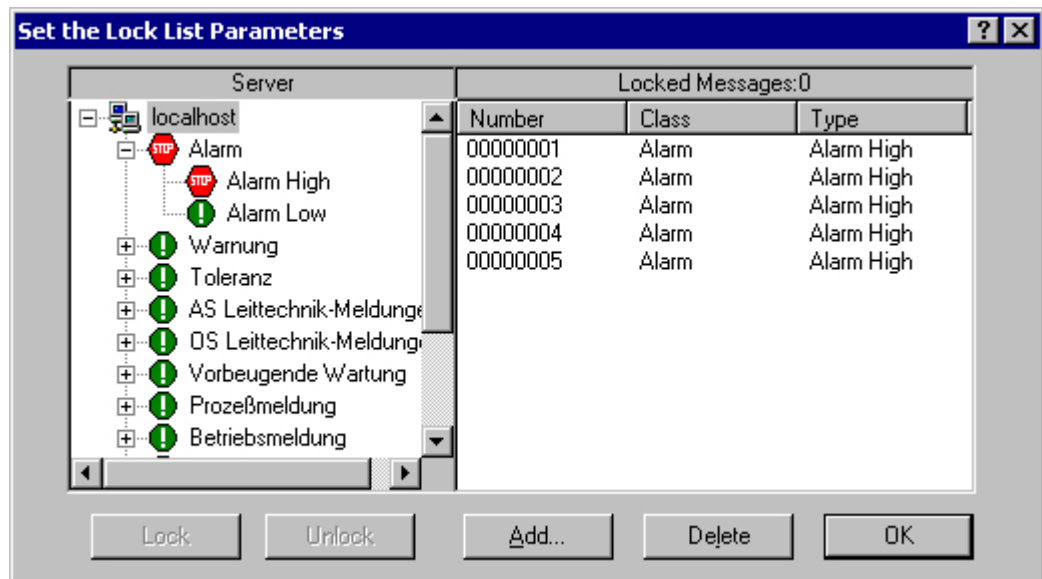 Set the Lock List Parameters
Server
Locked Messages:0
localhost
Alarm
Alarm High
Alarm Low
Warnung
Toleranz
AS Leittechnik-Meldunge
OS Leittechnik-Meldung
Vorbeugende Wartung
Prozeßmeldung
Betriebsmeldung
Number Class Type
00000001 Alarm Alarm High
00000002 Alarm Alarm High
00000003 Alarm Alarm High
00000004 Alarm Alarm High
00000005 Alarm Alarm High
Lock Unlock Add... Delete OK